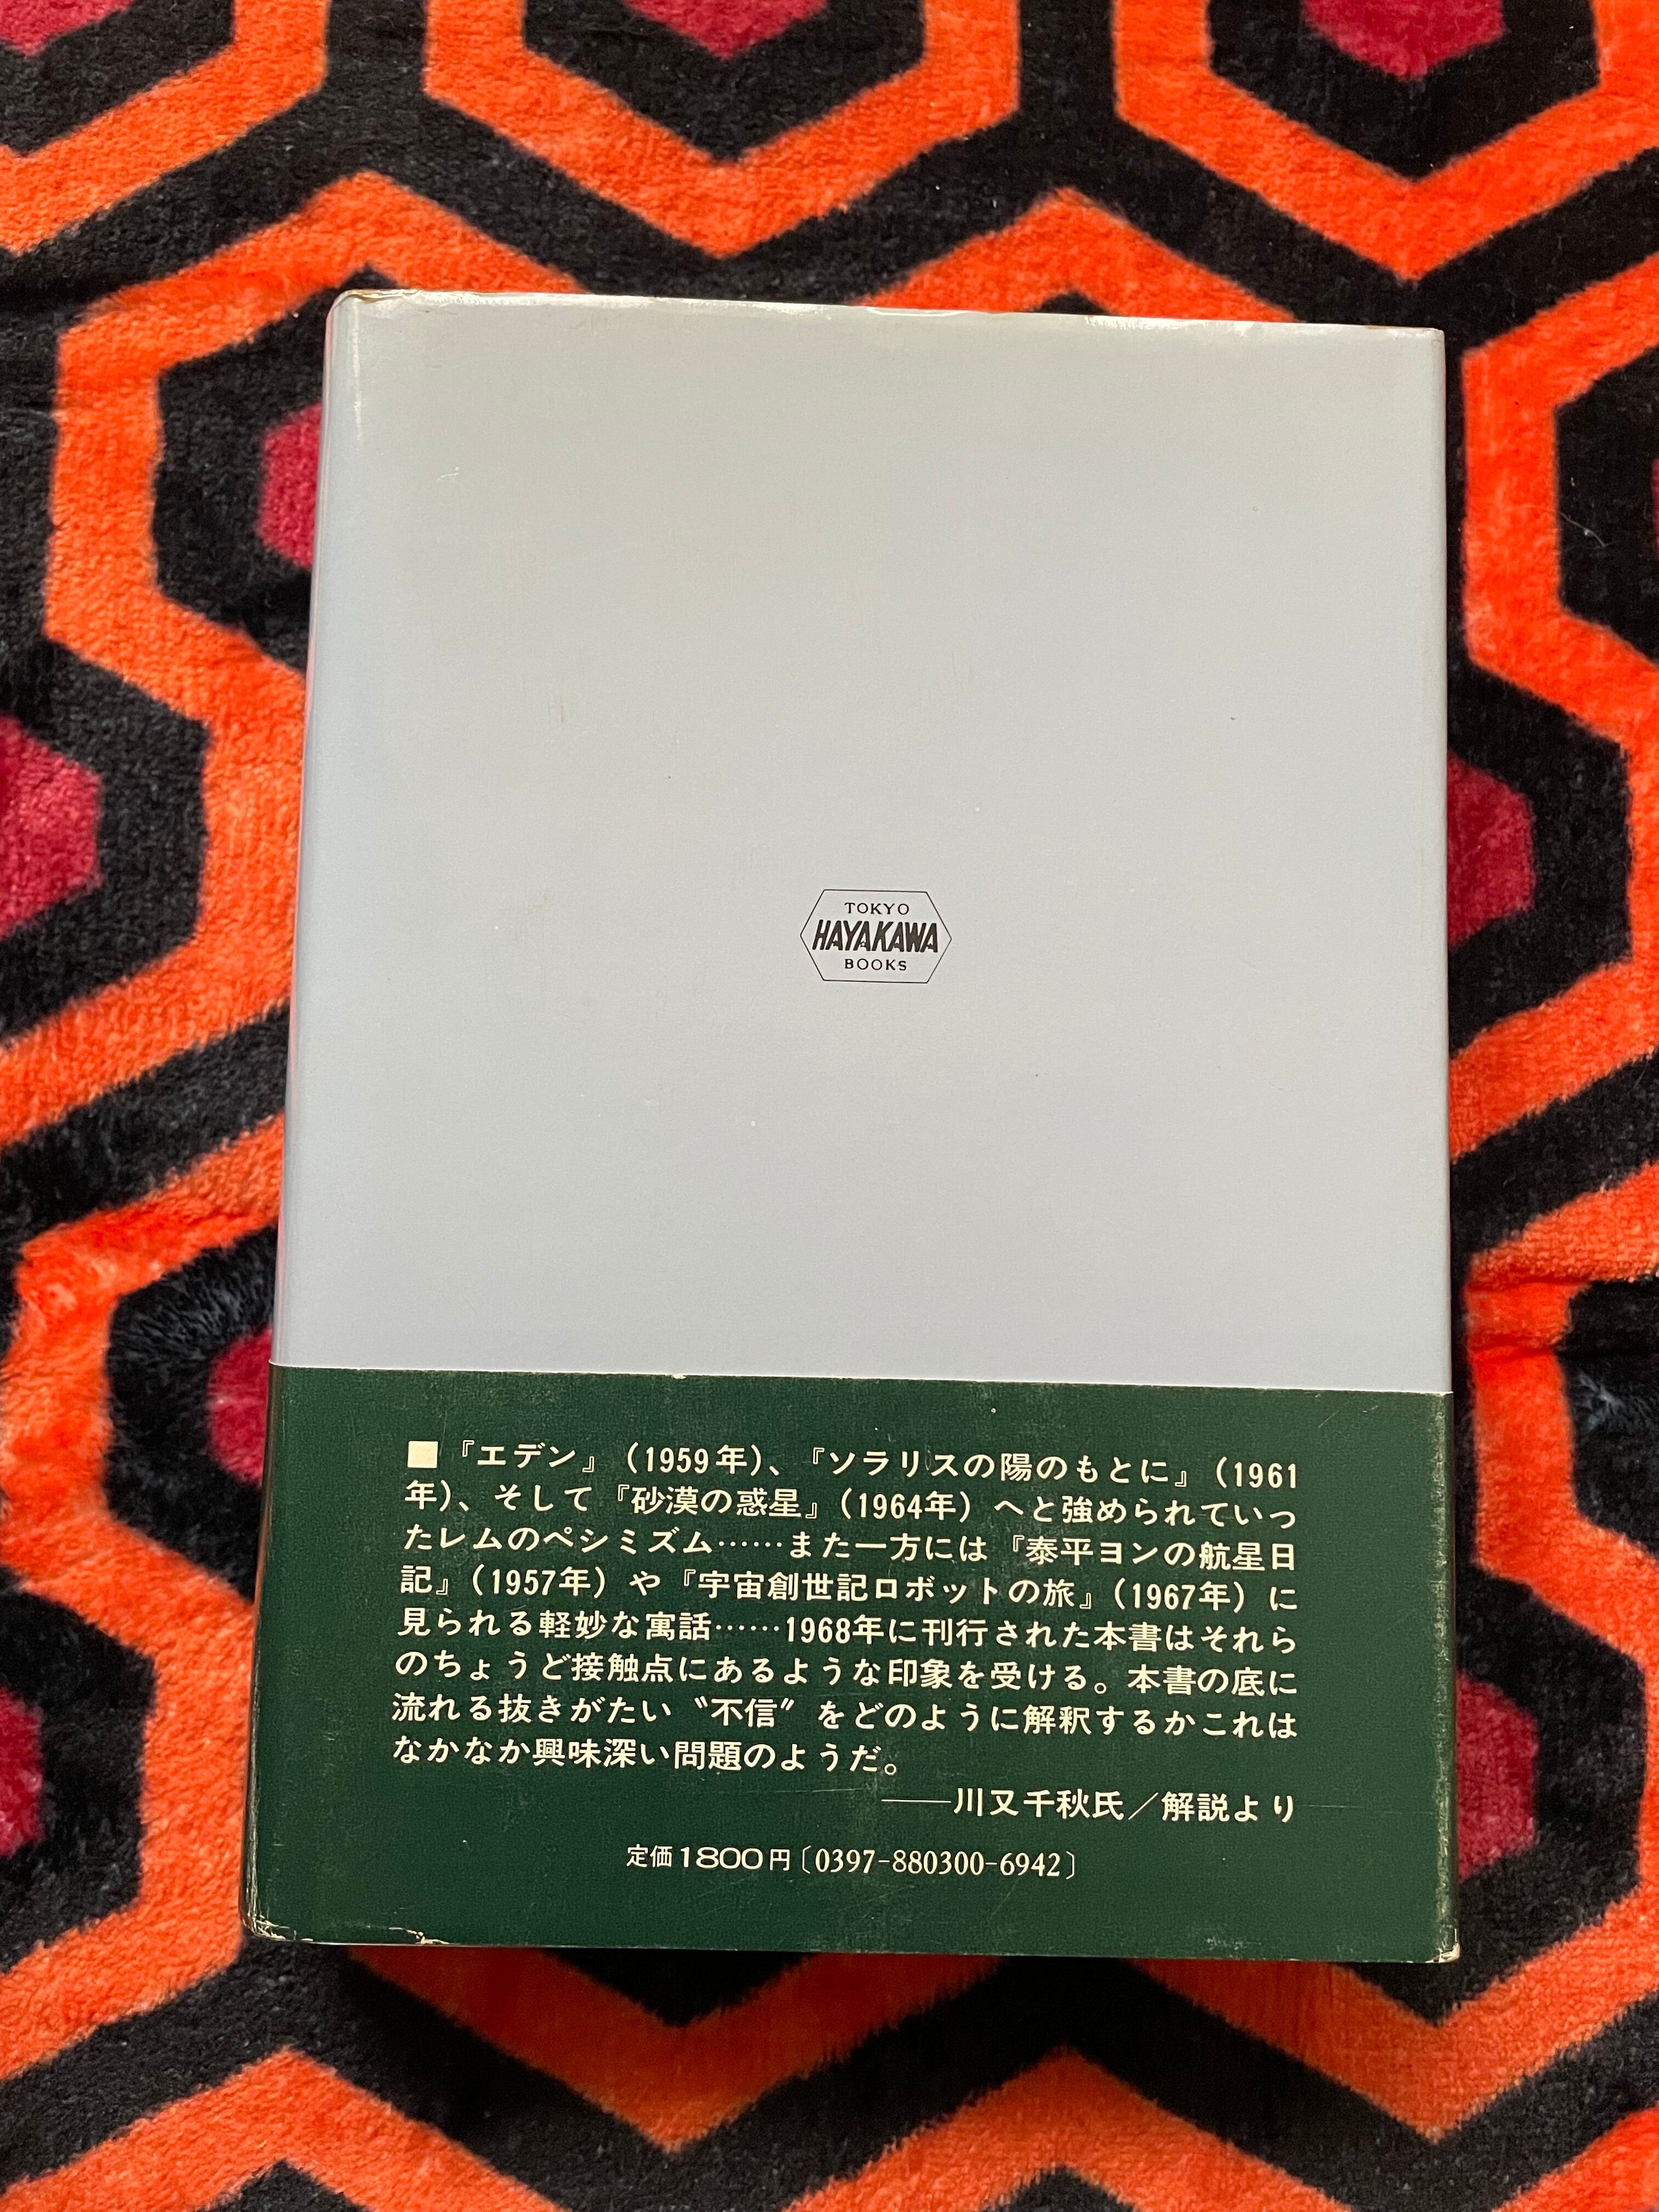 TOKYO
HAYAKAWA
BOOKS
■『エデン』（1959年）、『ソラリスの陽のもとに』（1961
年）、そして『砂漠の惑星』（1964年）へと強められていっ
たレムのペシミズム……また一方には『泰平ヨンの航星日
記』（1957年）や『宇宙創世記ロボットの旅』（1967年）に
見られる軽妙な寓話……1968年に刊行された本書はそれら
のちょうど接触点にあるような印象を受ける。本書の底に
流れる抜きがたい〝不信〟をどのように解釈するかこれは
なかなか興味深い問題のようだ。
——川又千秋氏／解説より
定価1800円〔0397-880300-6942〕